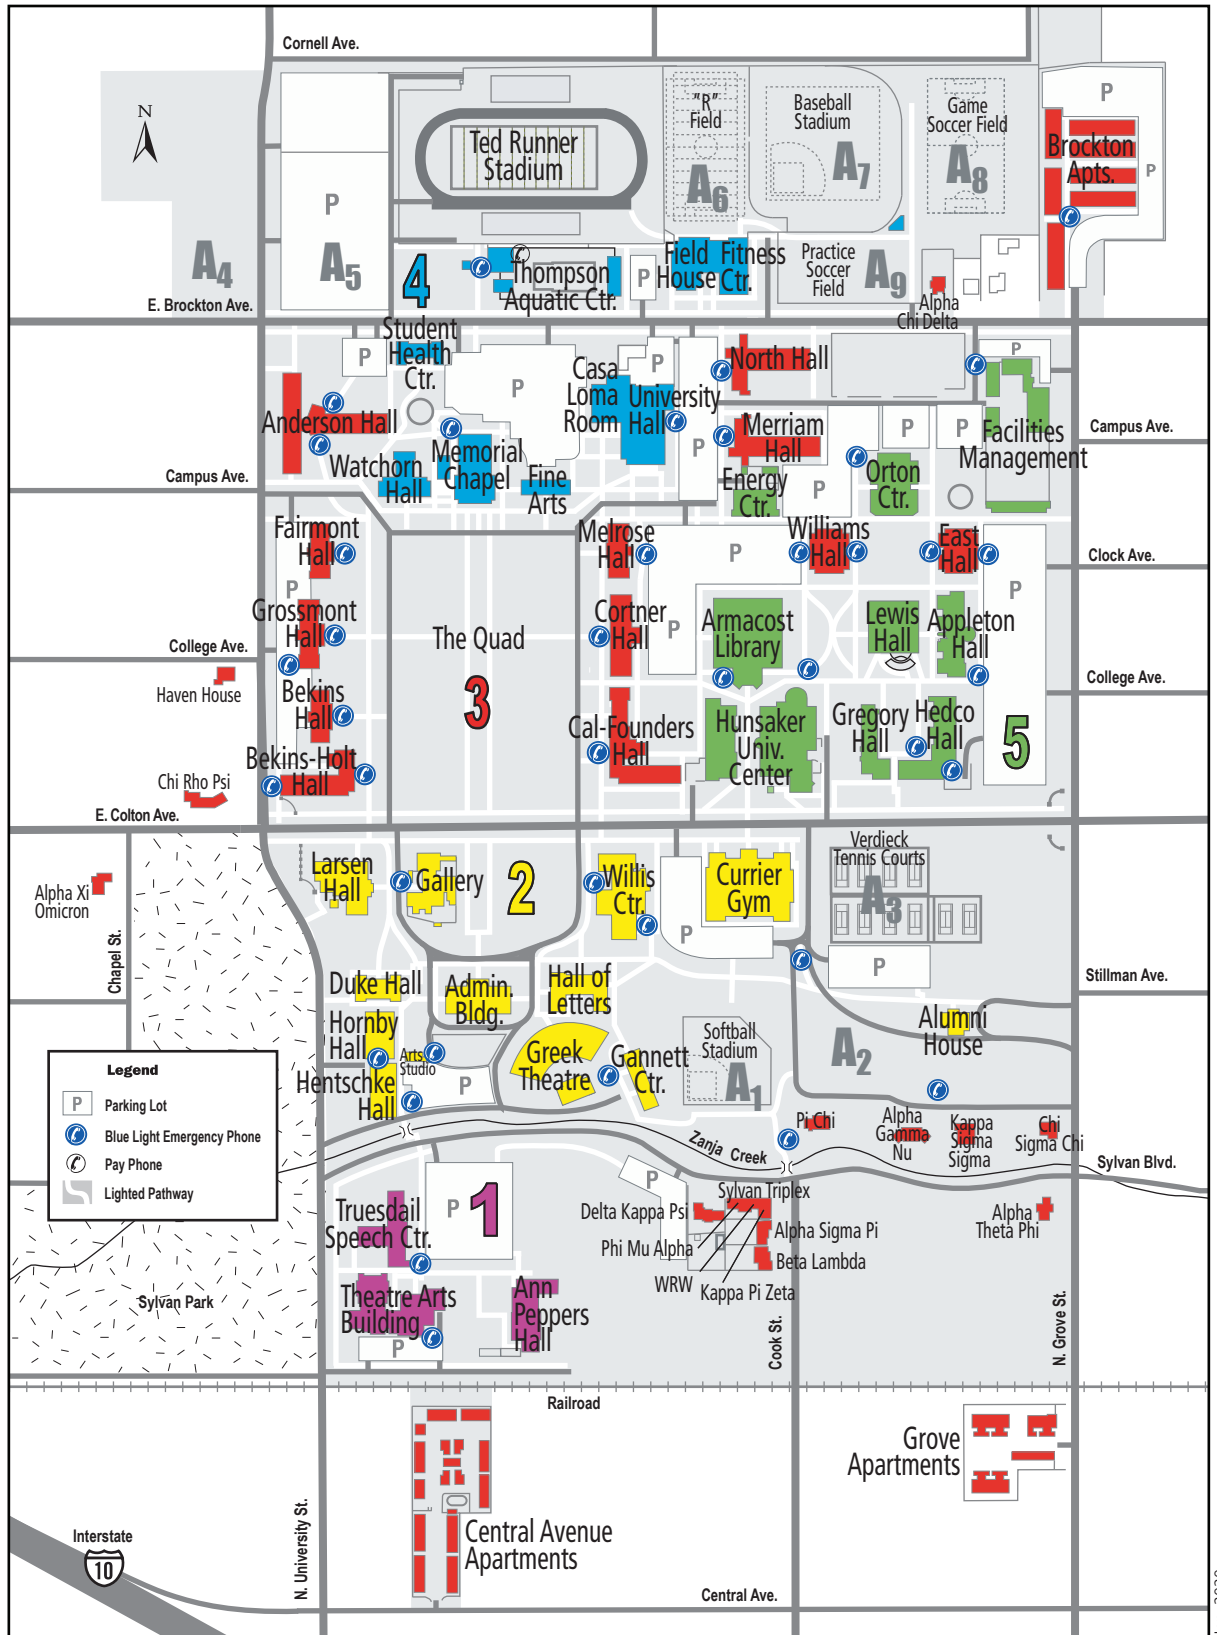 Cornell Ave.
N
"R"
Field
Baseball
Stadium
Game
Soccer Field
P
Ted Runner
Stadium
Brockton
Apts.
P
A6
A7
A8
P
A4
A5
4
Thompson
Aquatic Ctr.
P
Field
House
Fitness
Ctr.
Practice
Soccer
Field
A9
Alpha
Chi Delta
E. Brockton Ave.
Student
Health
Ctr.
P
P
Casa
Loma
Room
P
University
Hall
North Hall
P
Anderson Hall
Memorial
Chapel
P
Merriam
Hall
P
P
Facilities
Management
Campus Ave.
Watchorn
Hall
Fine
Arts
Energy
Ctr.
P
Orton
Ctr.
Campus Ave.
Fairmont
Hall
Melrose
Hall
P
Williams
Hall
East
Hall
Clock Ave.
P
P
Grossmont
Hall
The Quad
Cortner
Hall
P
Armacost
Library
Lewis
Hall
Appleton
Hall
College Ave.
College Ave.
Haven House
Bekins
Hall
3
Cal-Founders
Hall
Hunsaker
Univ.
Center
Gregory
Hall
Hedco
Hall
5
Bekins-Holt
Hall
Chi Rho Psi
E. Colton Ave.
Verdieck
Tennis Courts
Larsen
Hall
Gallery
2
Willis
Ctr.
Currier
Gym
A3
Alpha Xi
Omicron
P
Chapel St.
P
Stillman Ave.
Duke Hall
Admin.
Bldg.
Hall of
Letters
Hornby
Hall
Arts
Studio
Greek
Theatre
Gannett
Ctr.
Softball
Stadium
A1
A2
Alumni
House
Legend
P Parking Lot
Blue Light Emergency Phone
Pay Phone
Lighted Pathway
Hentschke
Hall
P
Pi Chi
Alpha
Gamma
Nu
Kappa
Sigma
Sigma
Chi
Sigma Chi
Zanja Creek
Sylvan Blvd.
P
Sylvan Triplex
Truesdail
Speech Ctr.
P
1
Delta Kappa Psi
Phi Mu Alpha
Alpha Sigma Pi
Alpha
Theta Phi
WRW
Beta Lambda
Kappa Pi Zeta
Sylvan Park
Theatre Arts
Building
P
Ann
Peppers
Hall
Cook St.
N. Grove St.
Railroad
Grove
Apartments
N. University St.
Central Avenue
Apartments
Interstate
10
Central Ave.